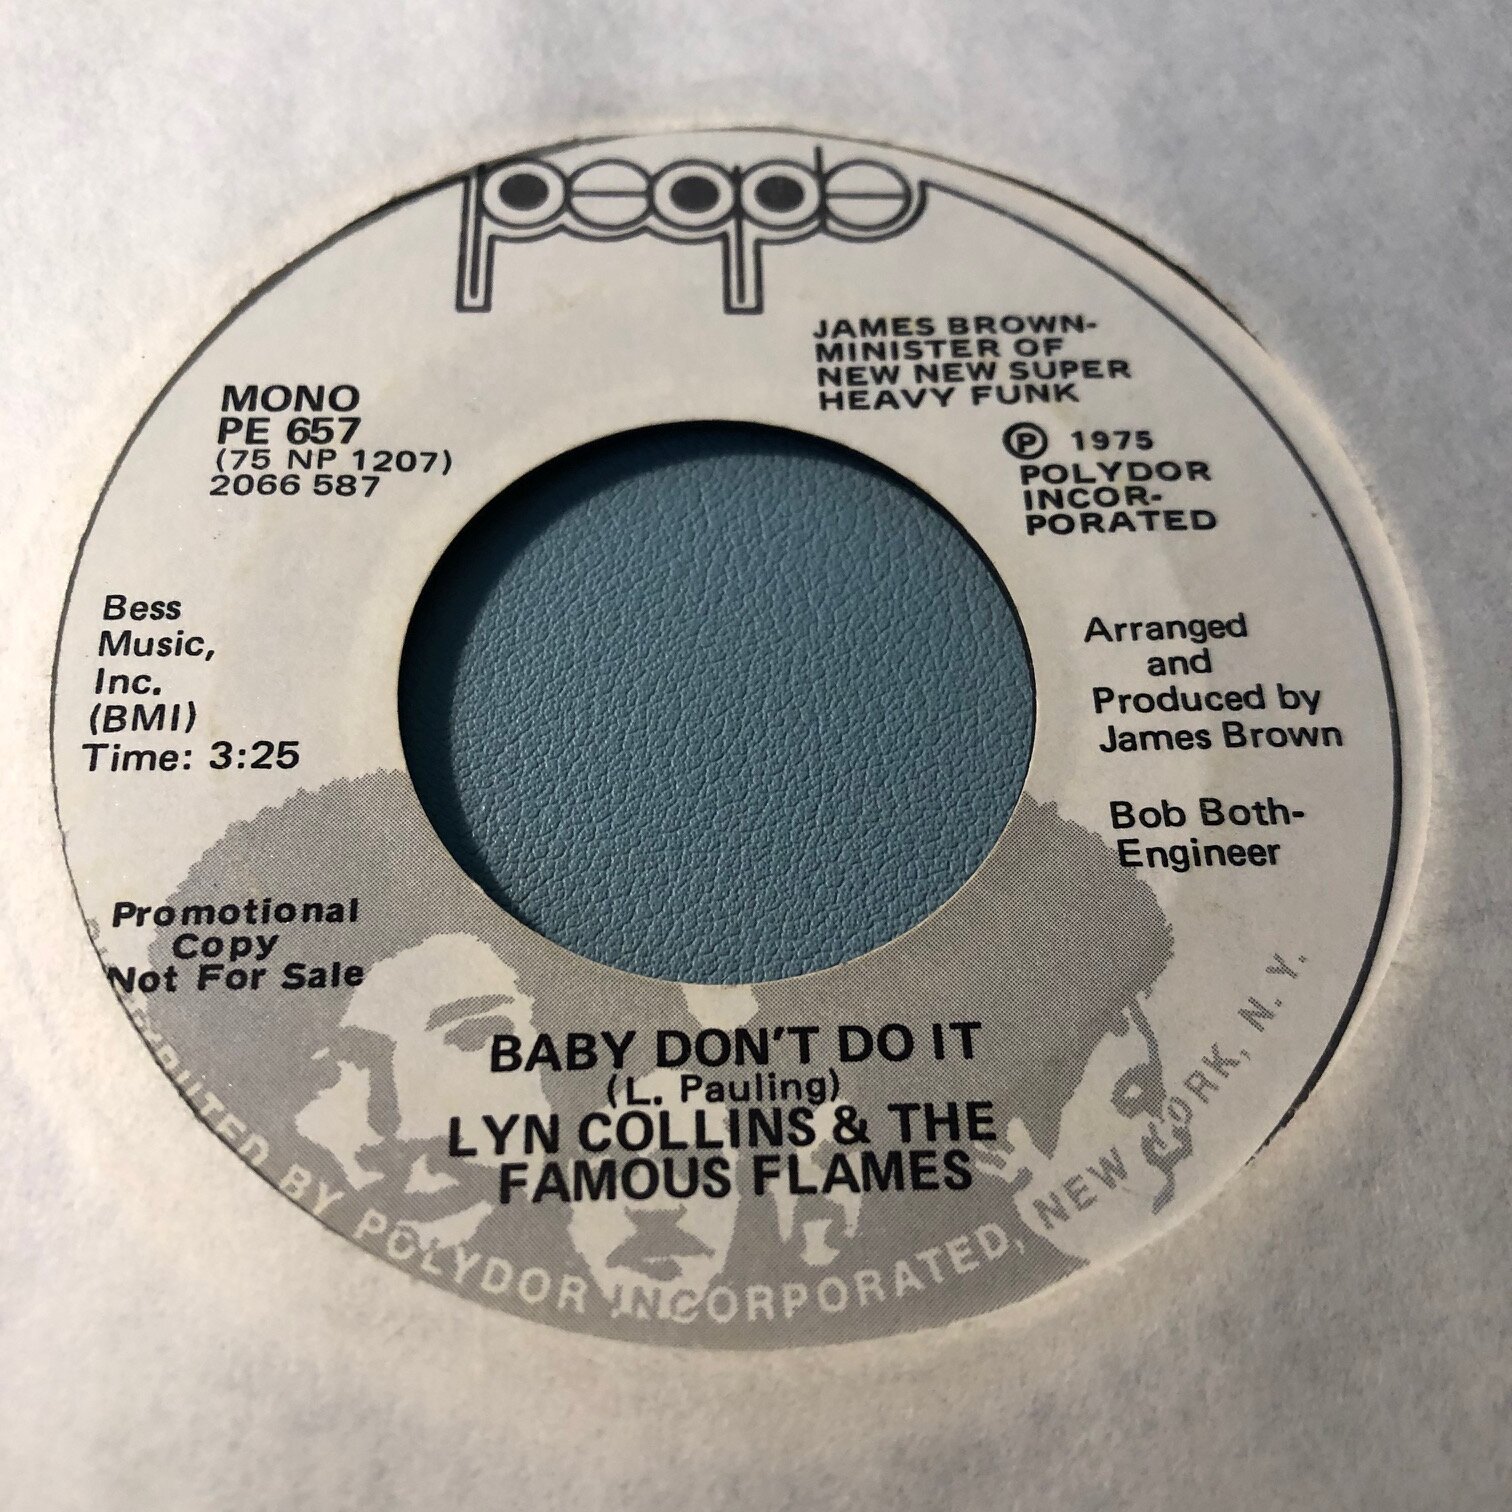 people
JAMES BROWN-
MINISTER OF
NEW NEW SUPER
HEAVY FUNK
MONO
PE 657
(75 NP 1207)
2066 587
℗ 1975
POLYDOR
INCOR-
PORATED
Bess
Music,
Inc.
(BMI)
Time: 3:25
Arranged
and
Produced by
James Brown
Bob Both-
Engineer
Promotional
Copy
Not For Sale
BABY DON'T DO IT
(L. Pauling)
LYN COLLINS & THE
FAMOUS FLAMES
DISTRIBUTED BY POLYDOR INCORPORATED, NEW YORK, N.Y.